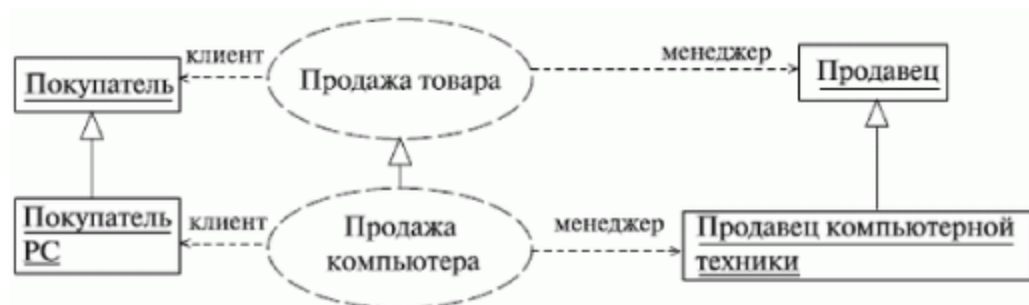 клиент
менеджер
Покупатель
Продажа товара
Продавец
Покупатель
РС
клиент
Продажа
компьютера
менеджер
Продавец компьютерной
техники